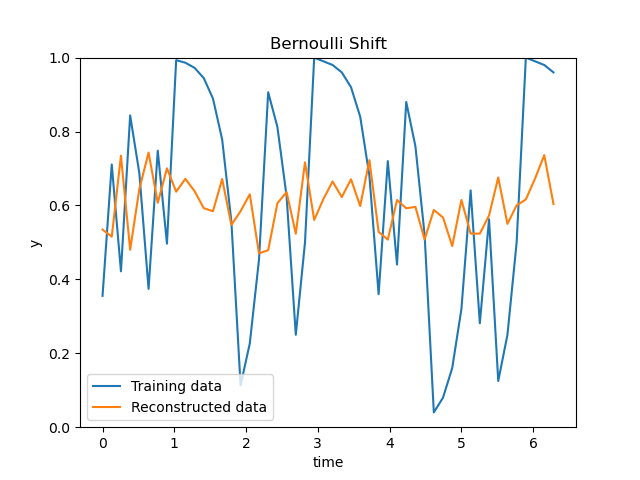 Bernoulli Shift
y
1.0
0.8
0.6
0.4
0.2
0.0
Training data
Reconstructed data
0 1 2 3 4 5 6
time